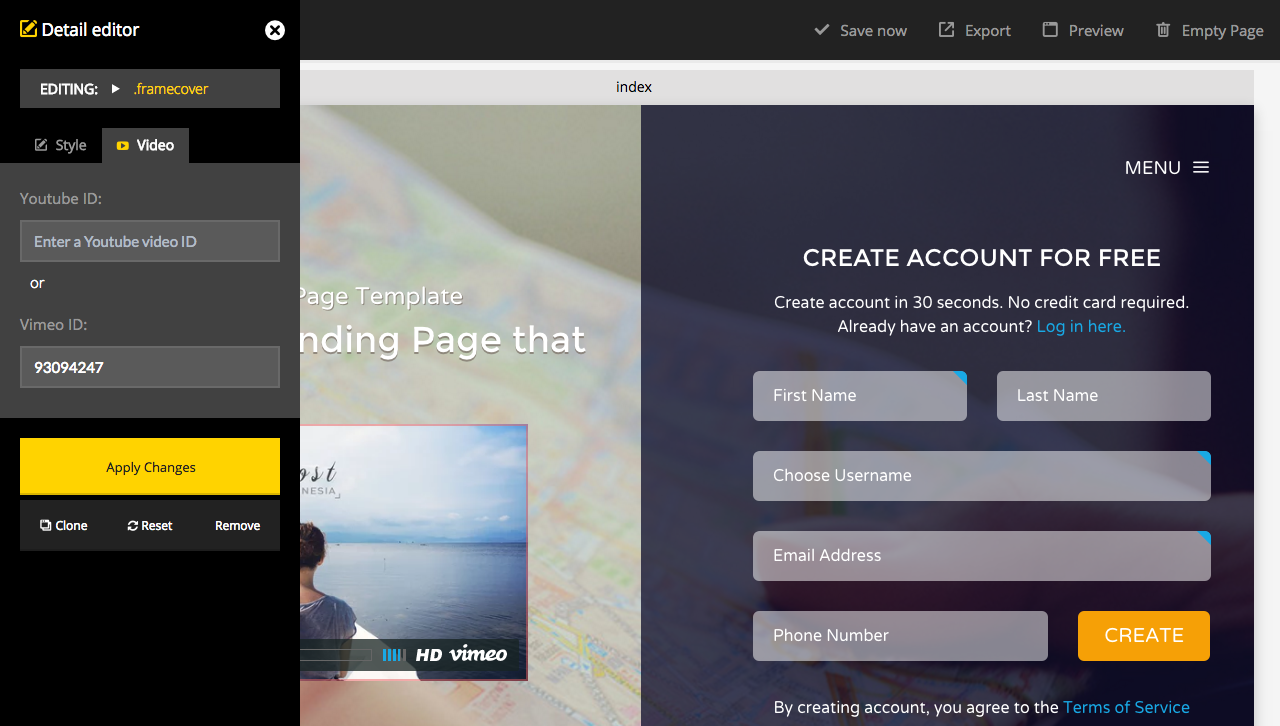 Detail editor
Save now
Export
Preview
Empty Page
EDITING:
.framecover
index
Style
Video
Youtube ID:
Enter a Youtube video ID
or
Vimeo ID:
93094247
Apply Changes
Clone
Reset
Remove
Page Template
nding Page that
HD vimeo
MENU
CREATE ACCOUNT FOR FREE
Create account in 30 seconds. No credit card required.
Already have an account? Log in here.
First Name
Last Name
Choose Username
Email Address
Phone Number
CREATE
By creating account, you agree to the Terms of Service